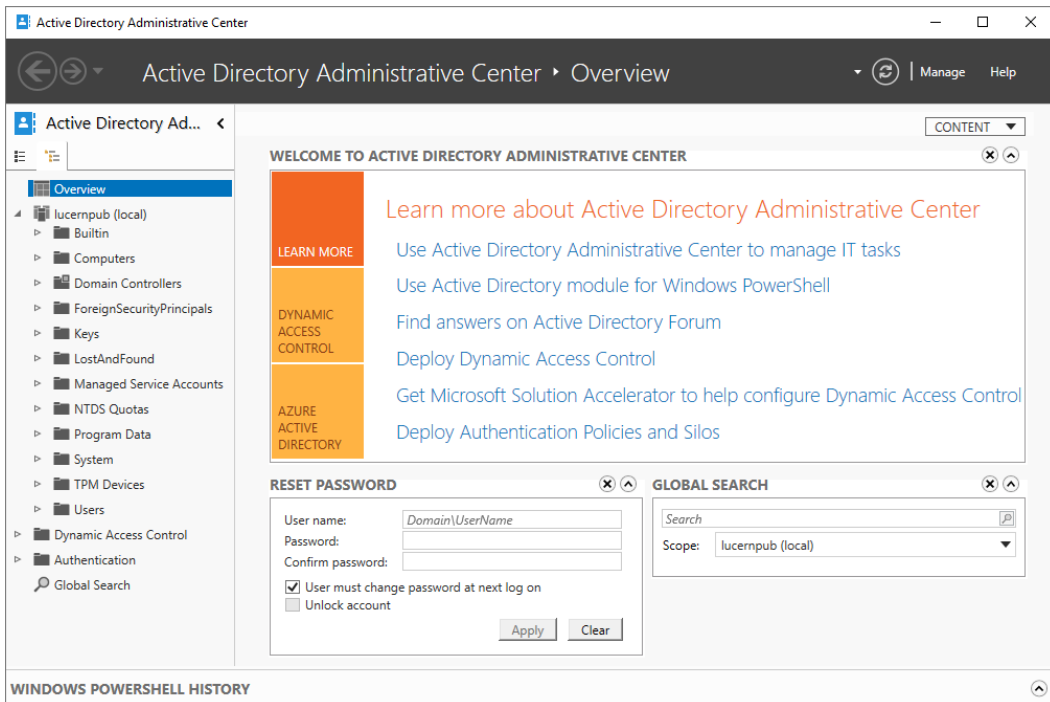 Active Directory Administrative Center
Active Directory Administrative Center • Overview
Manage
Help
Active Directory Ad...
Overview
lucernpub (local)
Builtin
Computers
Domain Controllers
ForeignSecurityPrincipals
Keys
LostAndFound
Managed Service Accounts
NTDS Quotas
Program Data
System
TPM Devices
Users
Dynamic Access Control
Authentication
Global Search
CONTENT
WELCOME TO ACTIVE DIRECTORY ADMINISTRATIVE CENTER
LEARN MORE
DYNAMIC
ACCESS
CONTROL
AZURE
ACTIVE
DIRECTORY
Learn more about Active Directory Administrative Center
Use Active Directory Administrative Center to manage IT tasks
Use Active Directory module for Windows PowerShell
Find answers on Active Directory Forum
Deploy Dynamic Access Control
Get Microsoft Solution Accelerator to help configure Dynamic Access Control
Deploy Authentication Policies and Silos
RESET PASSWORD
User name: Domain\UserName
Password:
Confirm password:
User must change password at next log on
Unlock account
Apply
Clear
GLOBAL SEARCH
Search
Scope: lucernpub (local)
WINDOWS POWERSHELL HISTORY